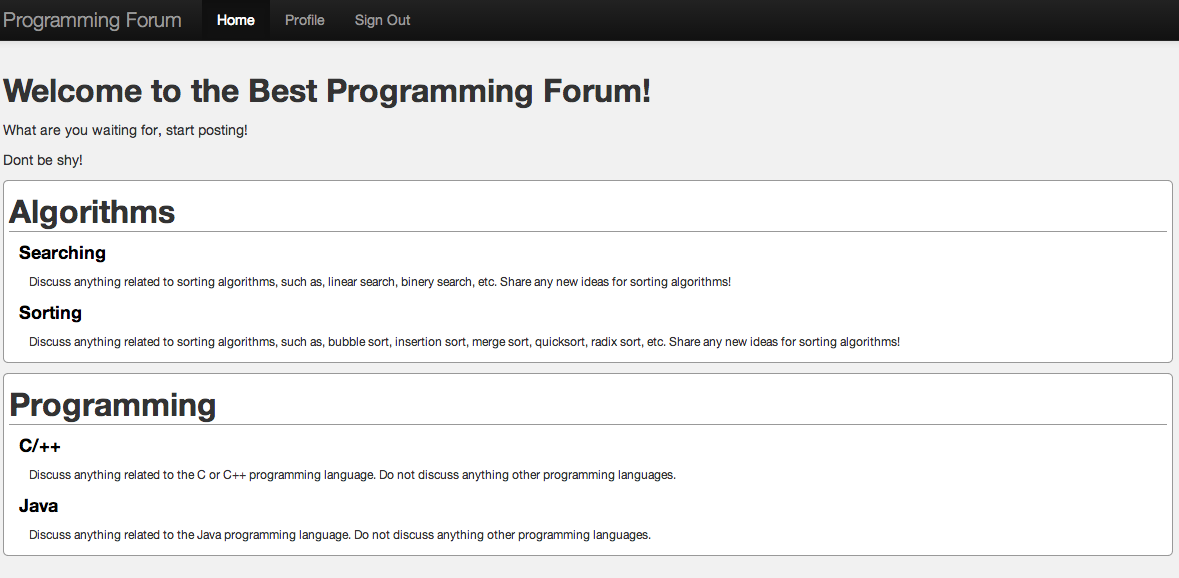 Programming Forum Home Profile Sign Out
Welcome to the Best Programming Forum!
What are you waiting for, start posting!
Dont be shy!
Algorithms
Searching
Discuss anything related to sorting algorithms, such as, linear search, binery search, etc. Share any new ideas for sorting algorithms!
Sorting
Discuss anything related to sorting algorithms, such as, bubble sort, insertion sort, merge sort, quicksort, radix sort, etc. Share any new ideas for sorting algorithms!
Programming
C/++
Discuss anything related to the C or C++ programming language. Do not discuss anything other programming languages.
Java
Discuss anything related to the Java programming language. Do not discuss anything other programming languages.